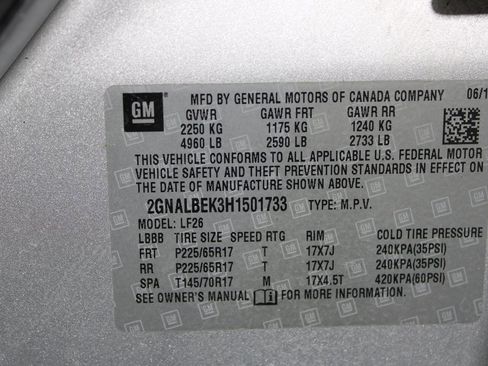 GM
MFD BY GENERAL MOTORS OF CANADA COMPANY 06/1
GVWR GAWR FRT GAWR RR
2250 KG 1175 KG 1240 KG
4960 LB 2590 LB 2733 LB
THIS VEHICLE CONFORMS TO ALL APPLICABLE U.S. FEDERAL MOTOR
VEHICLE SAFETY AND THEFT PREVENTION STANDARDS IN EFFECT ON
THE DATE OF MANUFACTURE SHOWN ABOVE.
2GNALBEK3H1501733 TYPE: M.P.V.
MODEL: LF26
LBBB TIRE SIZE SPEED RTG RIM COLD TIRE PRESSURE
FRT P225/65R17 T 17X7J 240KPA(35PSI)
RR P225/65R17 T 17X7J 240KPA(35PSI)
SPA T145/70R17 M 17X4.5T 420KPA(60PSI)
SEE OWNER'S MANUAL FOR MORE INFORMATION